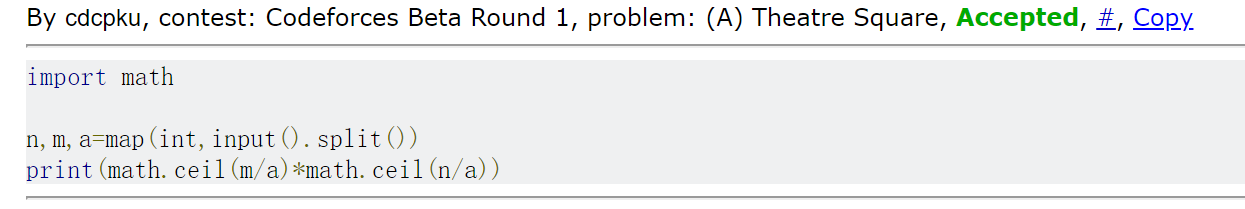 By cdcpku, contest: Codeforces Beta Round 1, problem: (A) Theatre Square, Accepted, #, Copy
import math
n,m,a=map(int,input().split())
print(math.ceil(m/a)*math.ceil(n/a))